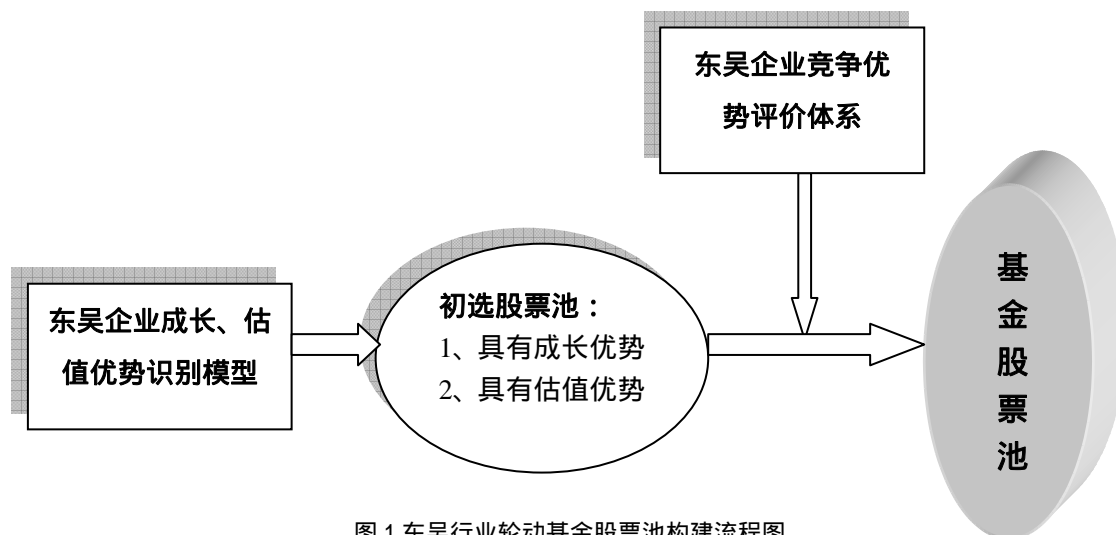 东吴企业竞争优
势评价体系
东吴企业成长、估
值优势识别模型
初选股票池：
1、具有成长优势
2、具有估值优势
基
金
股
票
池
图 1 东吴行业轮动基金股票池构建流程图